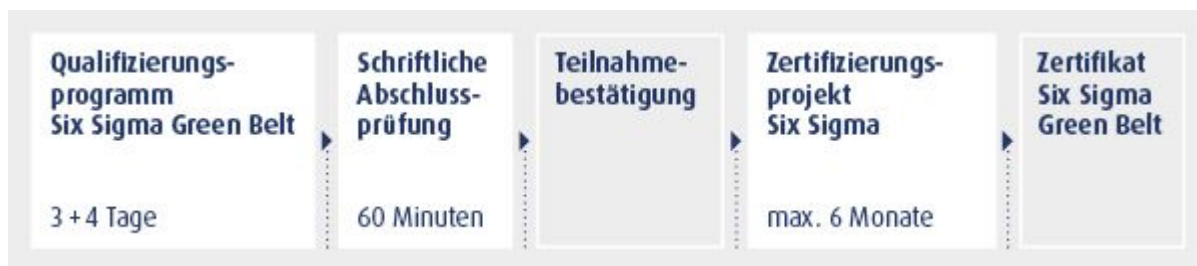 Qualifizierungs-
programm
Six Sigma Green Belt
3 + 4 Tage
Schriftliche
Abschluss-
prüfung
60 Minuten
Teilnahme-
bestätigung
Zertifizierungs-
projekt
Six Sigma
max. 6 Monate
Zertifikat
Six Sigma
Green Belt